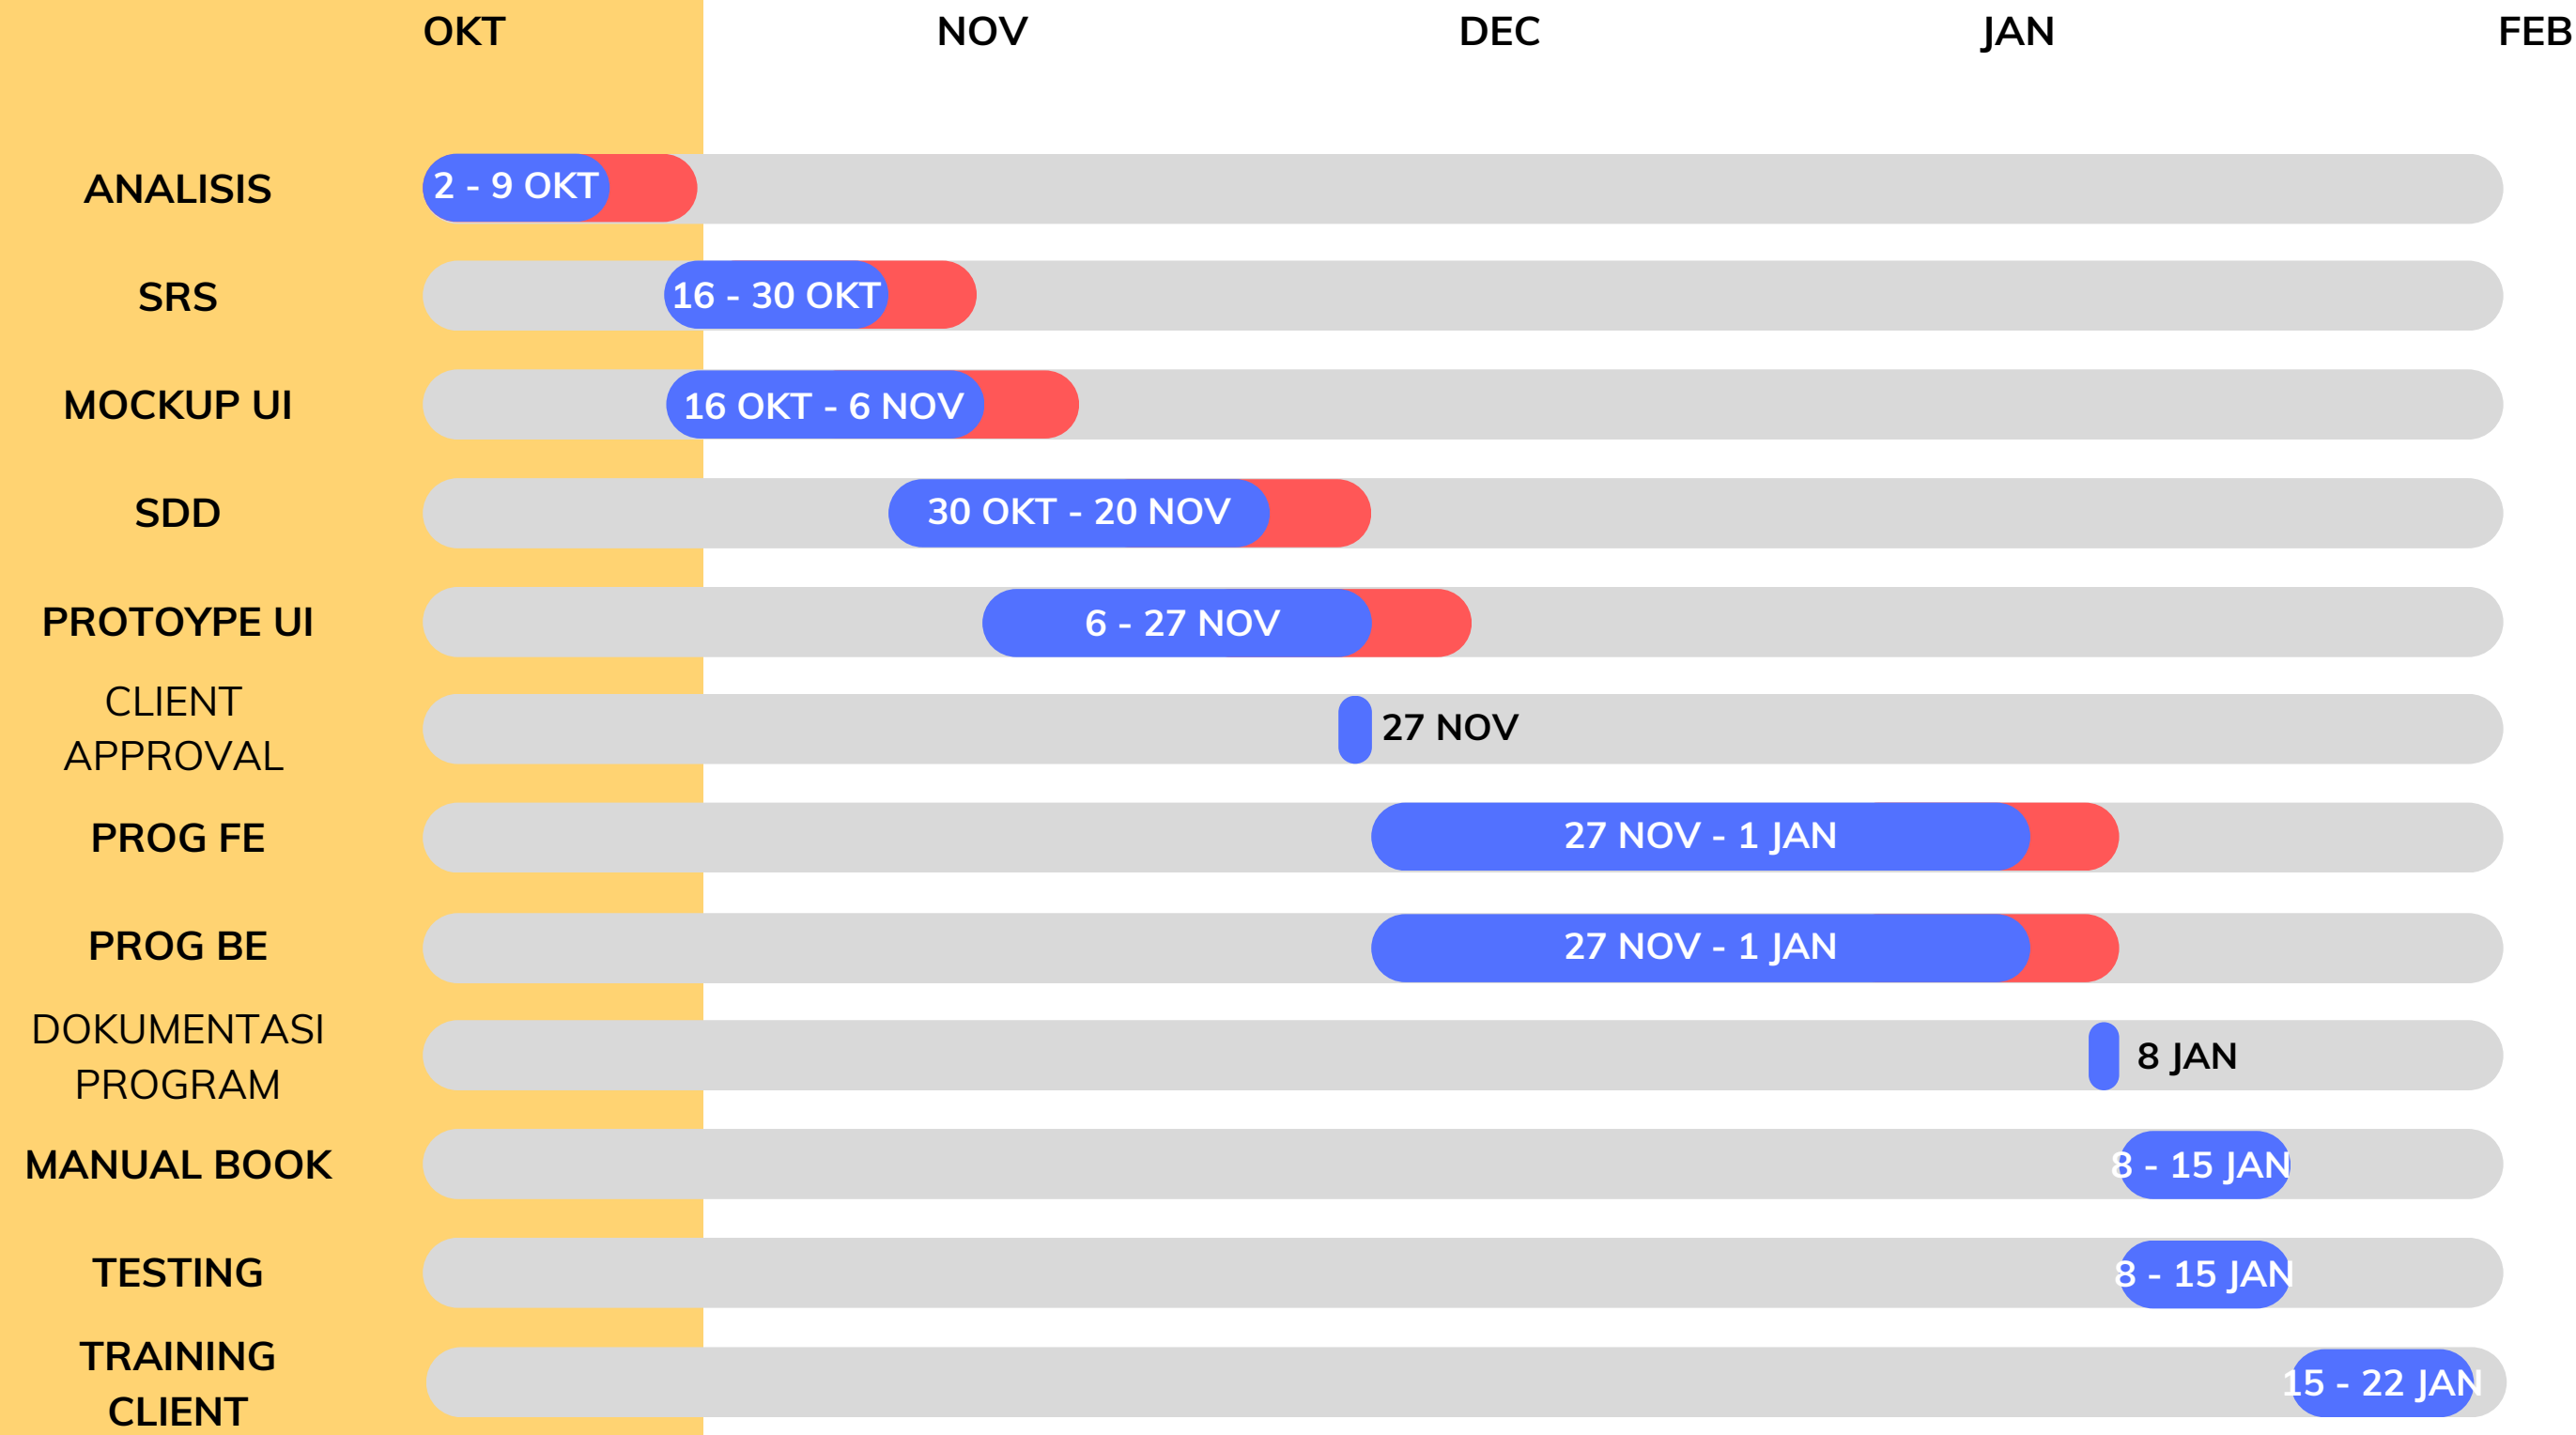 OKT NOV DEC JAN FEB
ANALISIS 2 - 9 OKT
SRS 16 - 30 OKT
MOCKUP UI 16 OKT - 6 NOV
SDD 30 OKT - 20 NOV
PROTOYPE UI 6 - 27 NOV
CLIENT
APPROVAL
27 NOV
PROG FE 27 NOV - 1 JAN
PROG BE 27 NOV - 1 JAN
DOKUMENTASI
PROGRAM
8 JAN
MANUAL BOOK 8 - 15 JAN
TESTING 8 - 15 JAN
TRAINING
CLIENT
15 - 22 JAN